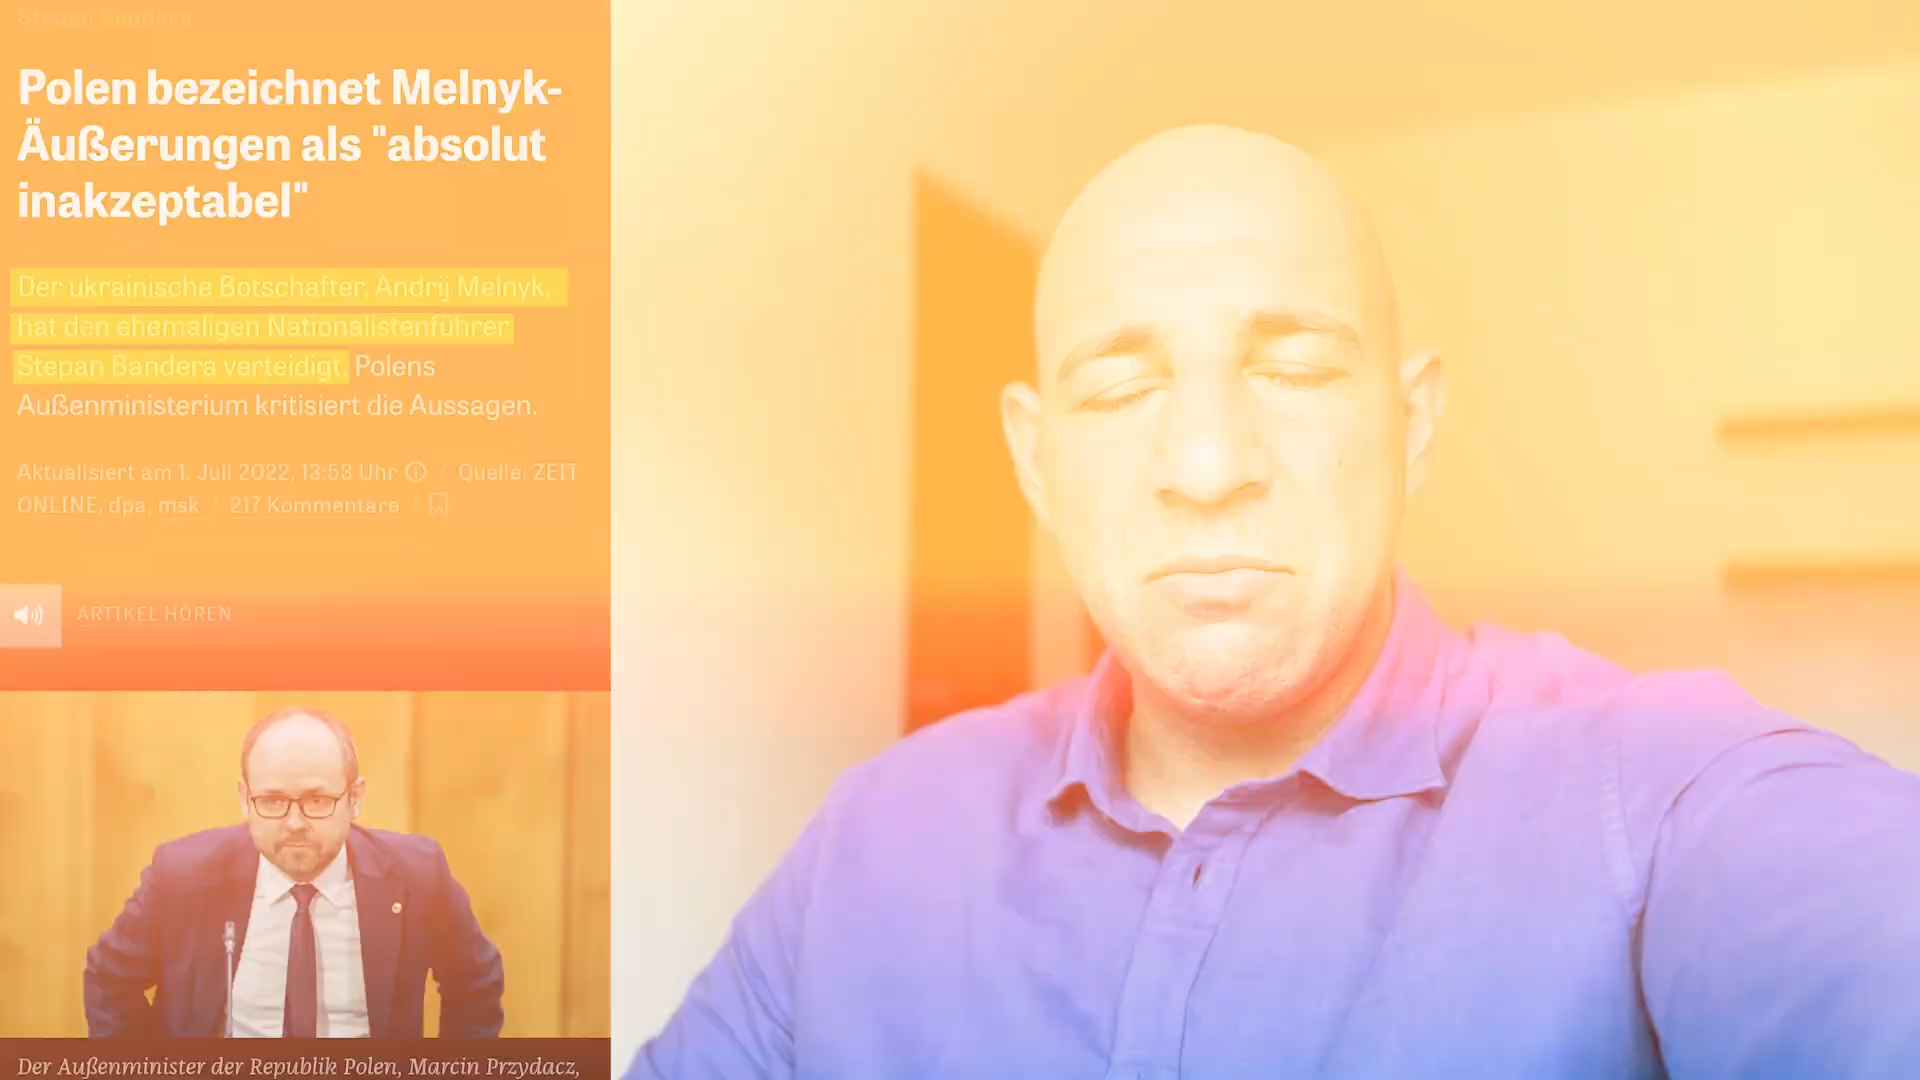 Stepan Bandera
Polen bezeichnet Melnyk-
Äußerungen als "absolut
inakzeptabel"
Der ukrainische Botschafter, Andrij Melnyk,
hat den ehemaligen Nationalistenführer
Stepan Bandera verteidigt. Polens
Außenministerium kritisiert die Aussagen.
Aktualisiert am 1. Juli 2022, 13:53 Uhr / Quelle: ZEIT
ONLINE, dpa, msk / 217 Kommentare /
ARTIKEL HÖREN
Der Außenminister der Republik Polen, Marcin Przydacz,